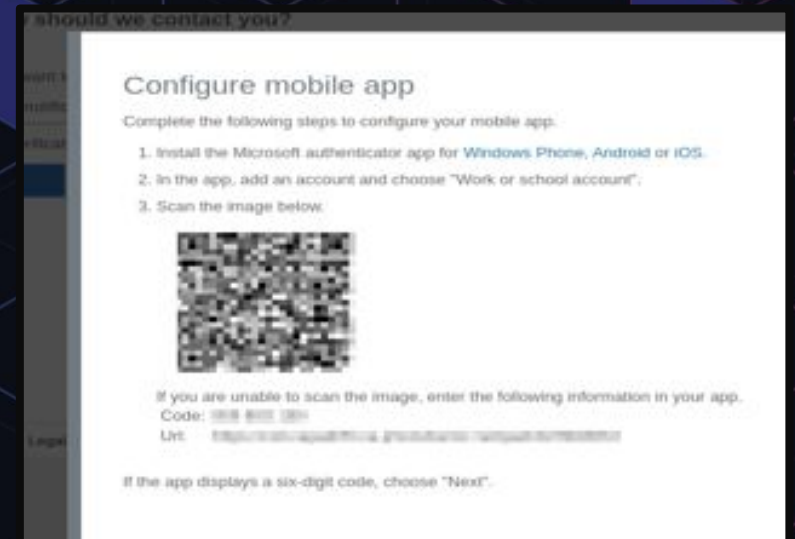 should we contact you?
Configure mobile app
Complete the following steps to configure your mobile app.
1. Install the Microsoft authenticator app for Windows Phone, Android or iOS.
2. In the app, add an account and choose "Work or school account".
3. Scan the image below.
If you are unable to scan the image, enter the following information in your app.
Code:
Url:
If the app displays a six-digit code, choose "Next".
Legal